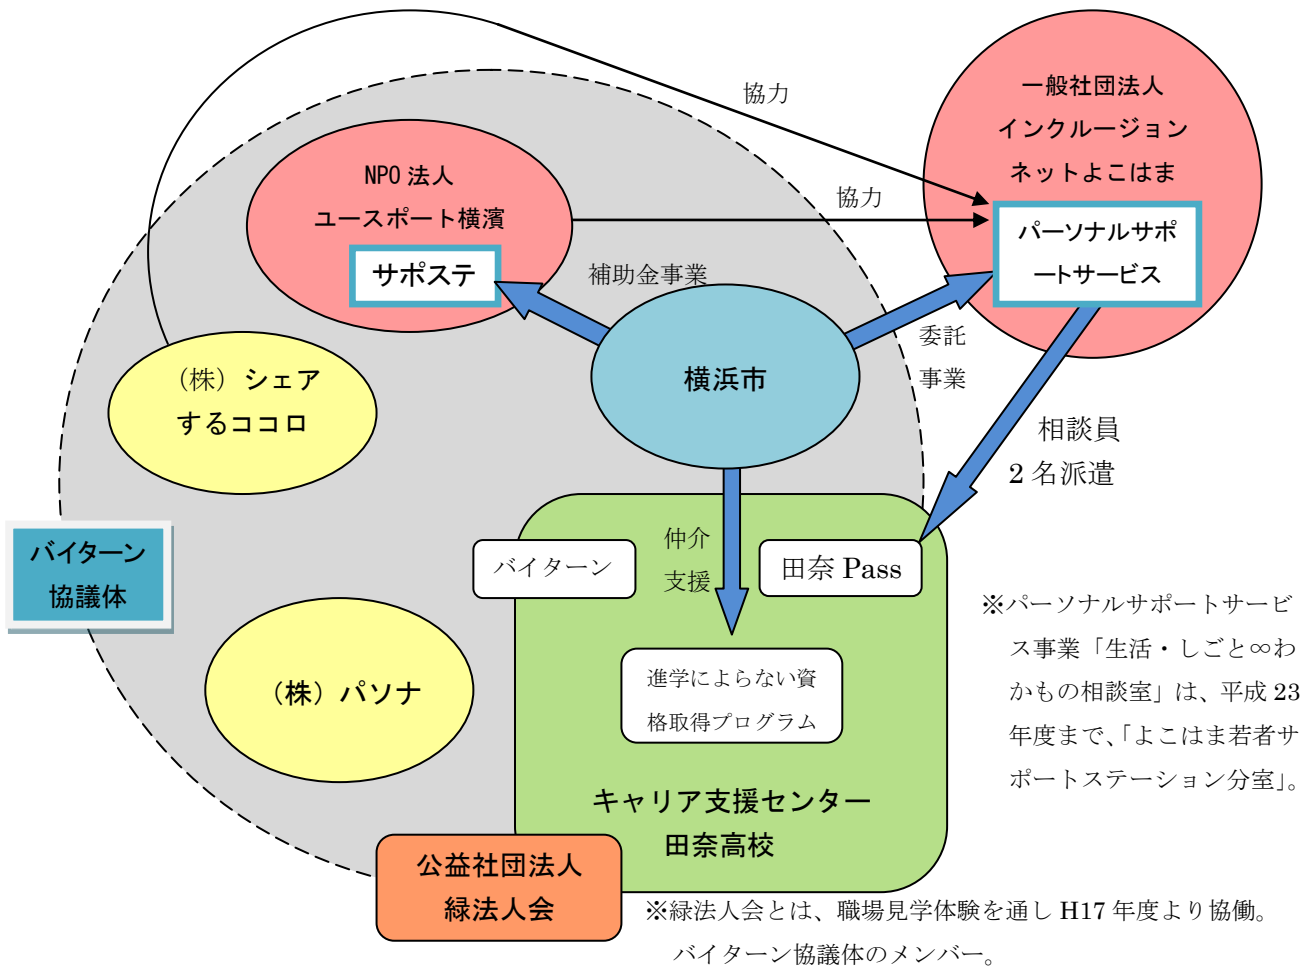 協力
一般社団法人
インクルージョン
ネットよこはま
パーソナルサポ
ートサービス
協力
NPO 法人
ユースポート横濱
サポステ
補助金事業
横浜市
委託
事業
（株）シェア
するココロ
相談員
2 名派遣
バイターン
協議体
バイターン
仲介
支援
田奈 Pass
進学によらない資
格取得プログラム
（株）パソナ
キャリア支援センター
田奈高校
公益社団法人
緑法人会
※パーソナルサポートサービ
ス事業「生活・しごと∞わ
かもの相談室」は、平成 23
年度まで、「よこはま若者サ
ポートステーション分室」。
※緑法人会とは、職場見学体験を通し H17 年度より協働。
バイターン協議体のメンバー。